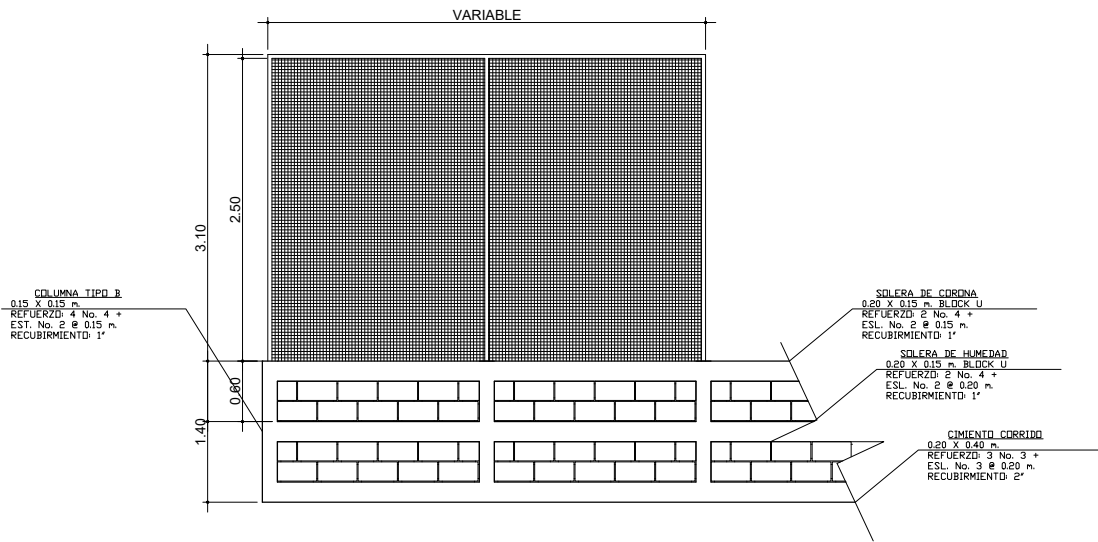 VARIABLE
3.10
2.50
0.60
1.40
COLUMNA TIPO B
0.15 X 0.15 m.
REFUERZO: 4 No. 4 +
EST. No. 2 @ 0.15 m.
RECUBIRMIENTO: 1"
SOLERA DE CORONA
0.20 X 0.15 m. BLOCK U
REFUERZO: 2 No. 4 +
ESL. No. 2 @ 0.15 m.
RECUBIRMIENTO: 1"
SOLERA DE HUMEDAD
0.20 X 0.15 m. BLOCK U
REFUERZO: 2 No. 4 +
ESL. No. 2 @ 0.20 m.
RECUBIRMIENTO: 1"
CIMIENTO CORRIDO
0.20 X 0.40 m.
REFUERZO: 3 No. 3 +
ESL. No. 3 @ 0.20 m.
RECUBIRMIENTO: 2"